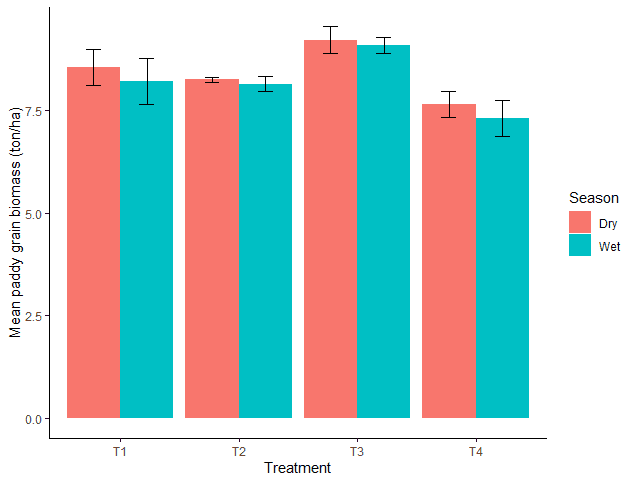 Mean paddy grain biomass (ton/ha)
7.5
5.0
2.5
0.0
T1 T2 T3 T4
Treatment
Season
Dry
Wet